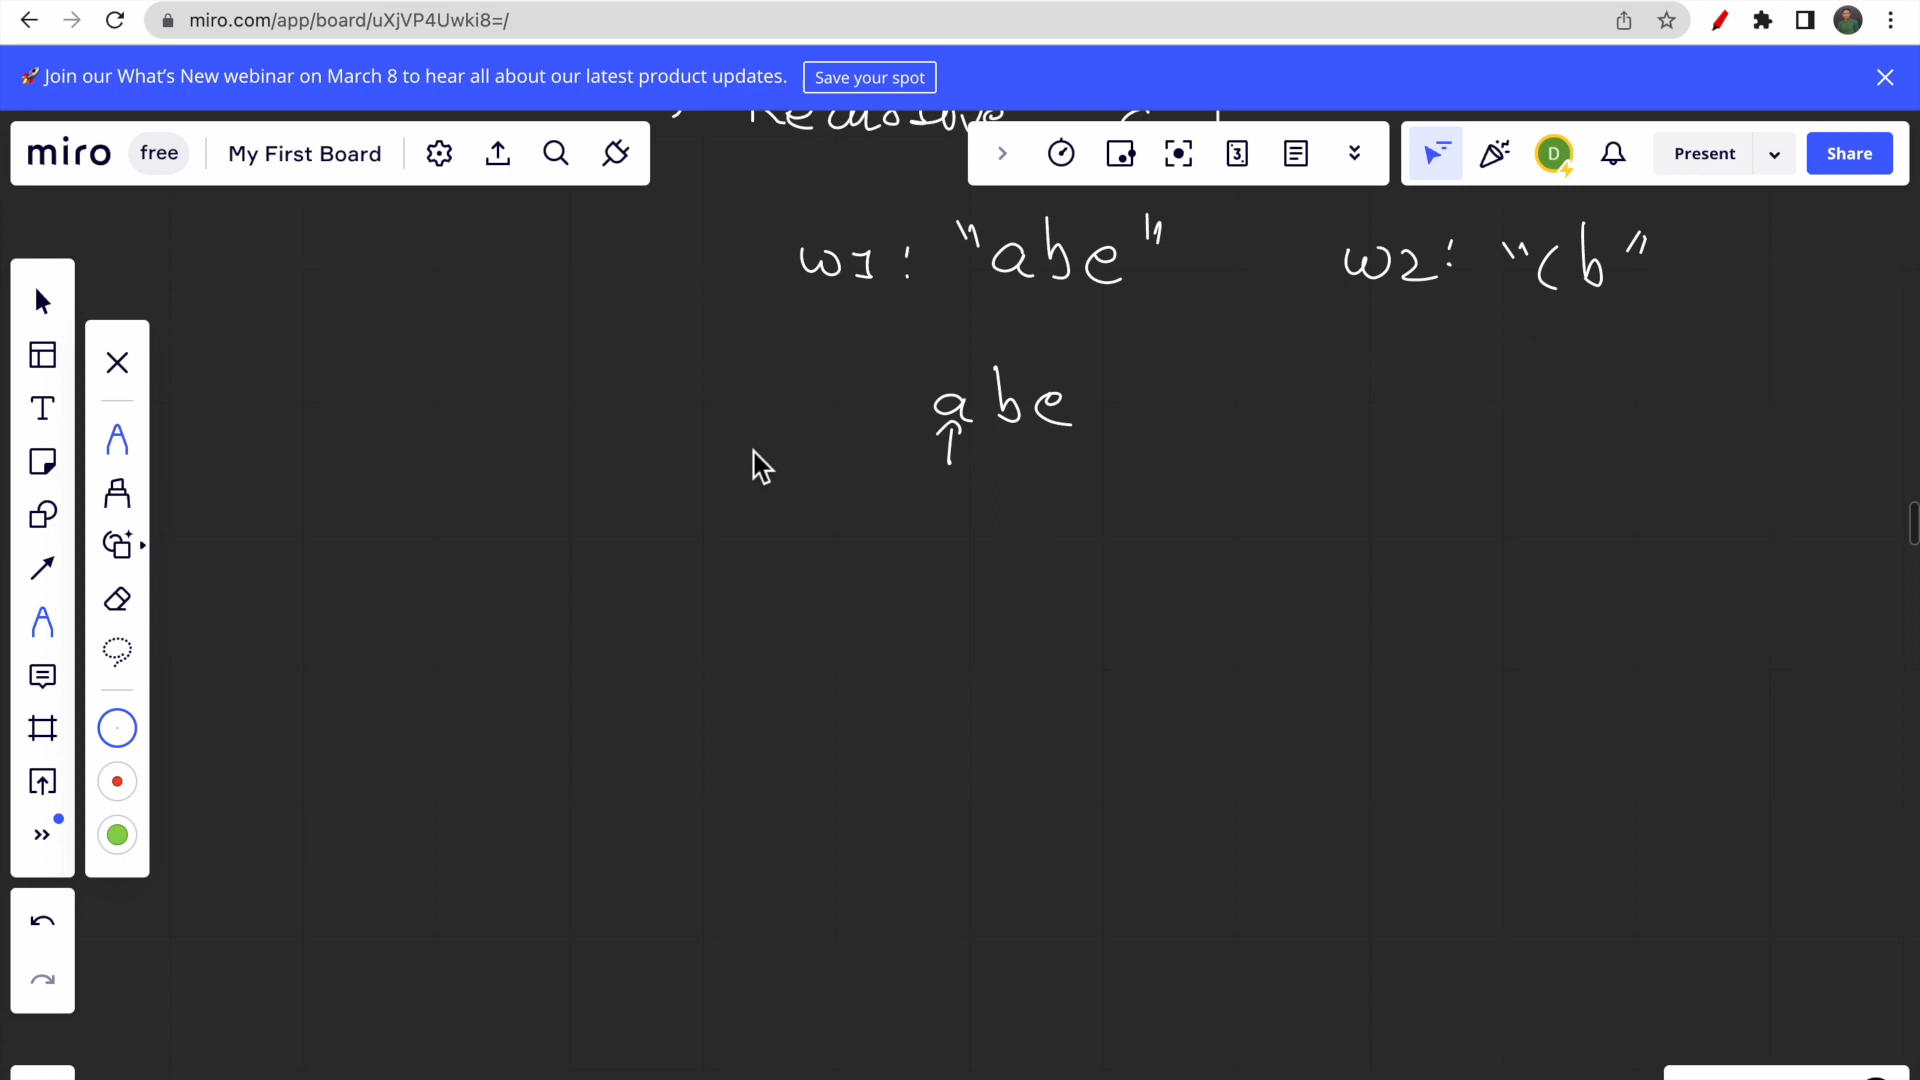 miro.com/app/board/uXjVP4Uwki8=/
🚀 Join our What's New webinar on March 8 to hear all about our latest product updates. Save your spot
miro free My First Board 3 D Present Share
w1: "abe" w2: "cb"
abe